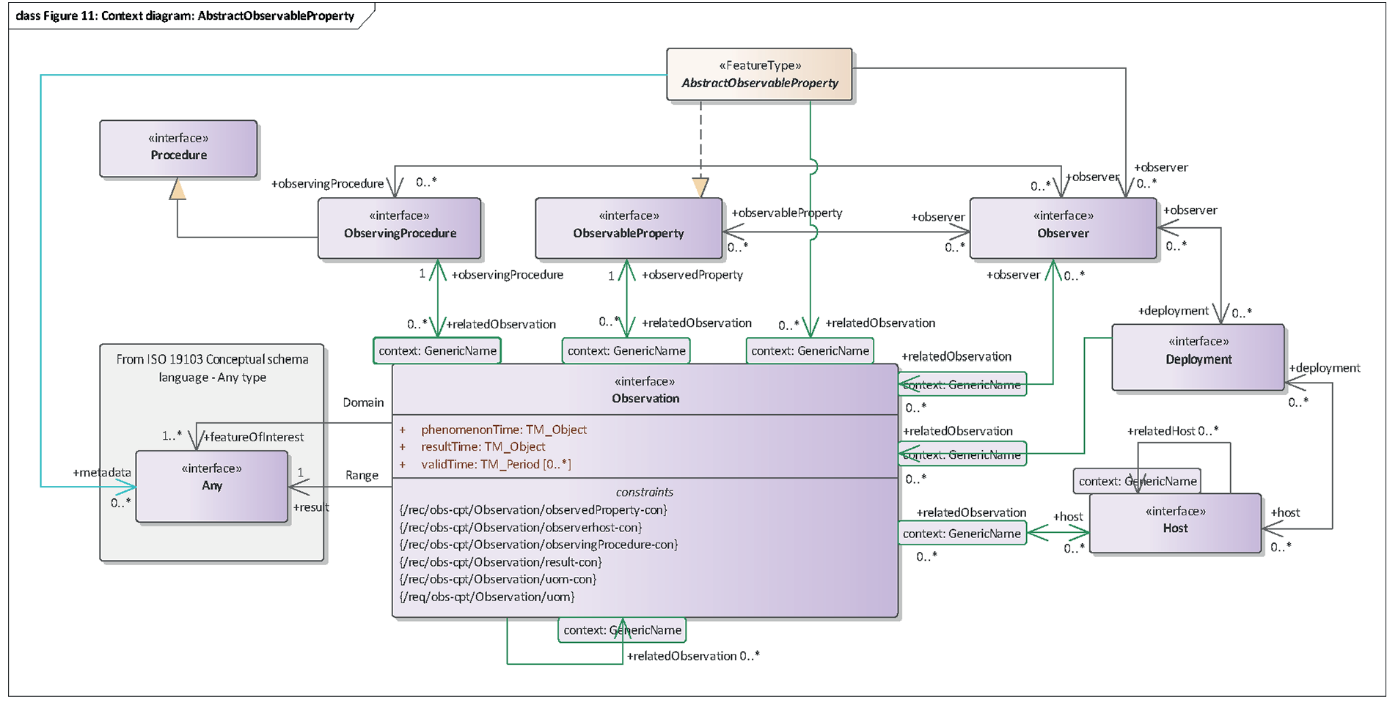 class Figure 11: Context diagram: AbstractObservableProperty
«FeatureType»
AbstractObservableProperty
«interface»
Procedure
+observingProcedure
0..*
0..*
+observer
+observer
0..*
«interface»
ObservingProcedure
«interface»
ObservableProperty
+observableProperty
0..*
+observer
0..*
«interface»
Observer
+observer
0..*
1
+observingProcedure
1
+observedProperty
+observer
0..*
0..*
+relatedObservation
0..*
+relatedObservation
0..*
+relatedObservation
+deployment
0..*
context: GenericName
context: GenericName
context: GenericName
«interface»
Deployment
+deployment
0..*
From ISO 19103 Conceptual schema
language - Any type
«interface»
Observation
+relatedObservation
context: GenericName
0..*
Domain
1..*
+featureOfInterest
+ phenomenonTime: TM_Object
+ resultTime: TM_Object
+ validTime: TM_Period [0..*]
+relatedObservation
context: GenericName
0..*
+relatedHost 0..*
+metadata
0..*
«interface»
Any
1
Range
+result
constraints
{/rec/obs-cpt/Observation/observedProperty-con}
{/rec/obs-cpt/Observation/observerhost-con}
{/rec/obs-cpt/Observation/observingProcedure-con}
{/rec/obs-cpt/Observation/result-con}
{/rec/obs-cpt/Observation/uom-con}
{/req/obs-cpt/Observation/uom}
context: GenericName
+relatedObservation
context: GenericName
0..*
+host
0..*
«interface»
Host
+host
0..*
context: GenericName
+relatedObservation 0..*